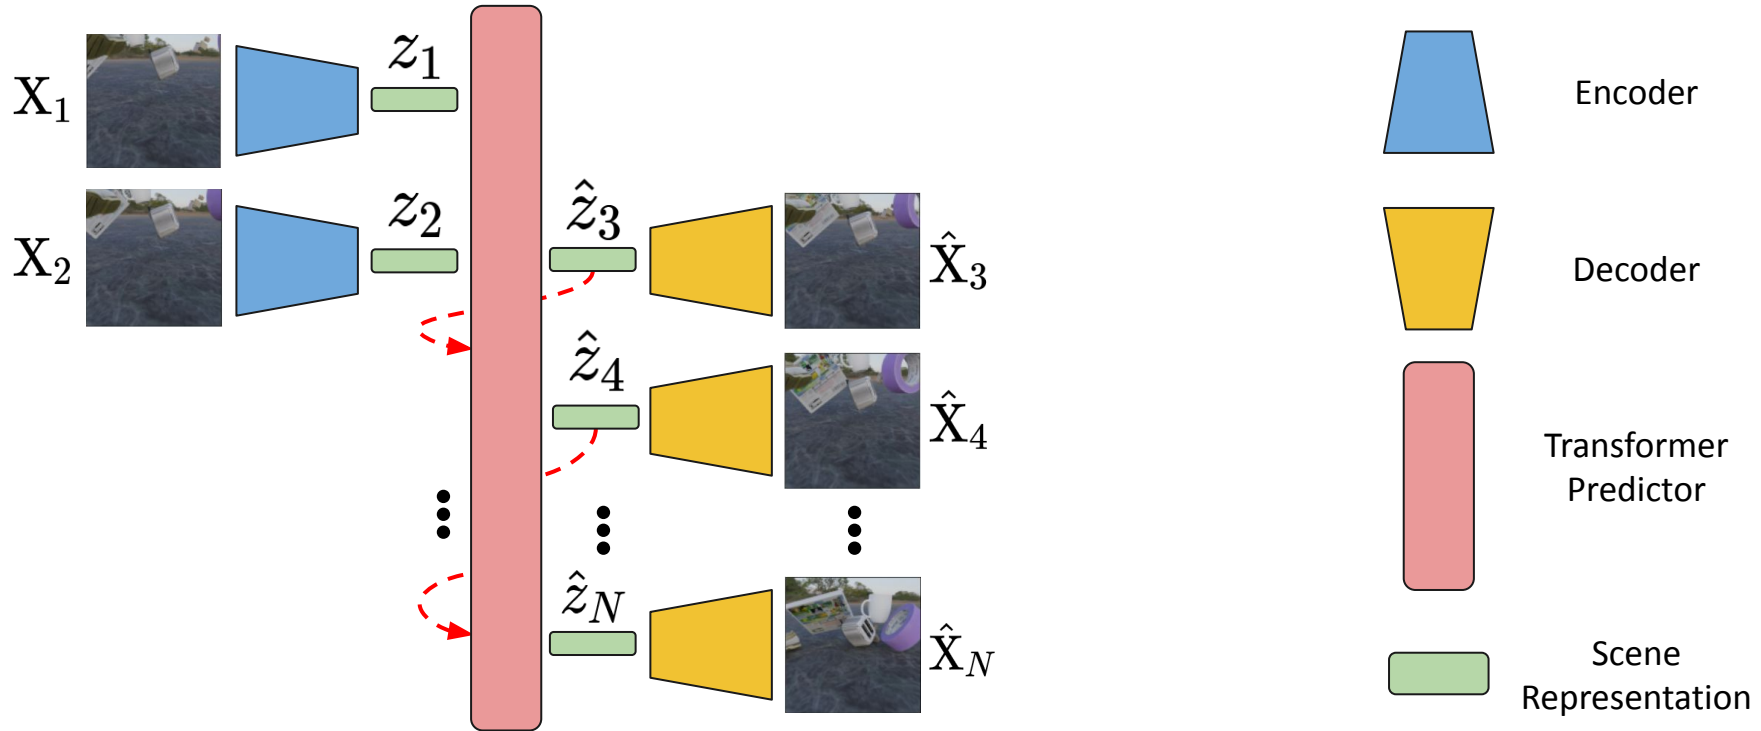 X₁
z₁
X₂
z₂
ẑ₃
X̂₃
ẑ₄
X̂₄
ẑ_N
X̂_N
Encoder
Decoder
Transformer
Predictor
Scene
Representation